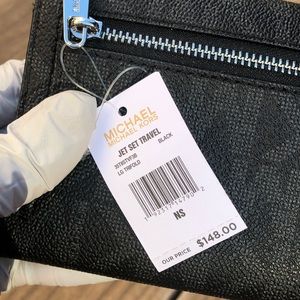 MICHAEL
MICHAEL KORS
JET SET TRAVEL
BLACK
LG TRIFOLD
NS
OUR PRICE
$148.00